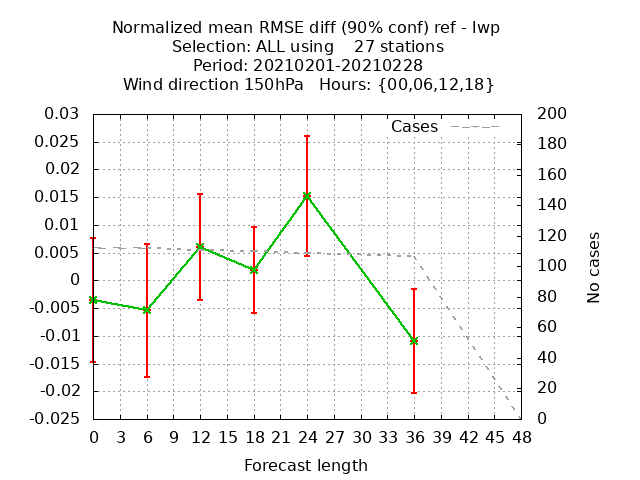 Normalized mean RMSE diff (90% conf) ref - lwp
Selection: ALL using    27 stations
Period: 20210201-20210228
Wind direction 150hPa   Hours: {00,06,12,18}
0.03
0.025
0.02
0.015
0.01
0.005
0
-0.005
-0.01
-0.015
-0.02
-0.025
Cases
200
180
160
140
120
100
80
60
40
20
0
No cases
0 3 6 9 12 15 18 21 24 27 30 33 36 39 42 45 48
Forecast length